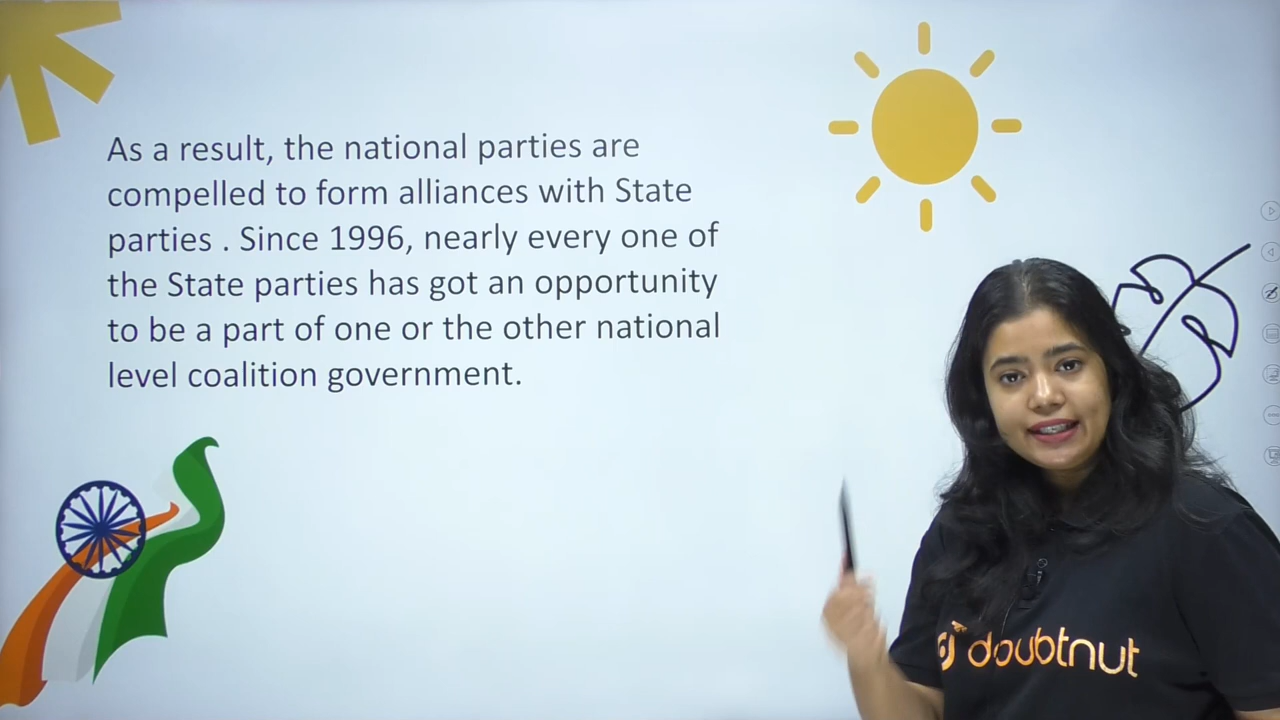 As a result, the national parties are
compelled to form alliances with State
parties . Since 1996, nearly every one of
the State parties has got an opportunity
to be a part of one or the other national
level coalition government.
doubtnut